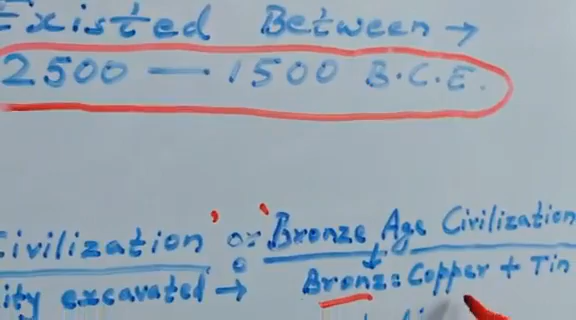 Existed Between →
2500 — 1500 B.C.E.
Civilization' or 'Bronze Age Civilization
ity excavated → Bronze = Copper + Tin